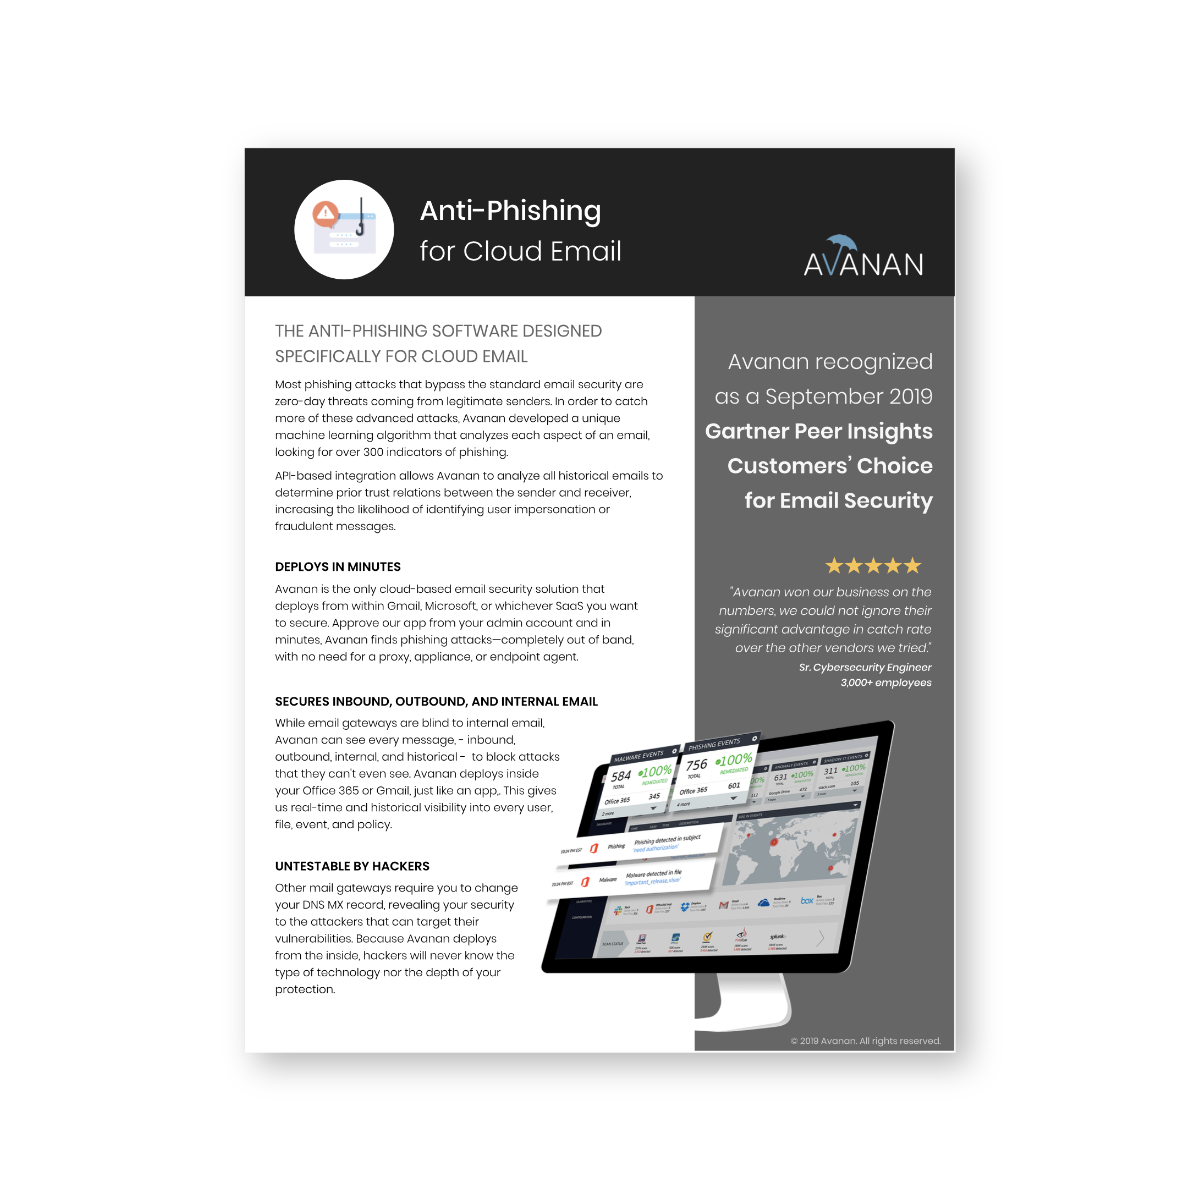 Anti-Phishing
for Cloud Email
AVANAN
THE ANTI-PHISHING SOFTWARE DESIGNED
SPECIFICALLY FOR CLOUD EMAIL
Most phishing attacks that bypass the standard email security are
zero-day threats coming from legitimate senders. In order to catch
more of these advanced attacks, Avanan developed a unique
machine learning algorithm that analyzes each aspect of an email,
looking for over 300 indicators of phishing.
API-based integration allows Avanan to analyze all historical emails to
determine prior trust relations between the sender and receiver,
increasing the likelihood of identifying user impersonation or
fraudulent messages.
DEPLOYS IN MINUTES
Avanan is the only cloud-based email security solution that
deploys from within Gmail, Microsoft, or whichever SaaS you want
to secure. Approve our app from your admin account and in
minutes, Avanan finds phishing attacks—completely out of band,
with no need for a proxy, appliance, or endpoint agent.
SECURES INBOUND, OUTBOUND, AND INTERNAL EMAIL
While email gateways are blind to internal email,
Avanan can see every message, - inbound,
outbound, internal, and historical - to block attacks
that they can't even see. Avanan deploys inside
your Office 365 or Gmail, just like an app,. This gives
us real-time and historical visibility into every user,
file, event, and policy.
UNTESTABLE BY HACKERS
Other mail gateways require you to change
your DNS MX record, revealing your security
to the attackers that can target their
vulnerabilities. Because Avanan deploys
from the inside, hackers will never know the
type of technology nor the depth of your
protection.
Avanan recognized
as a September 2019
Gartner Peer Insights
Customers' Choice
for Email Security
"Avanan won our business on the
numbers, we could not ignore their
significant advantage in catch rate
over the other vendors we tried."
Sr. Cybersecurity Engineer
3,000+ employees
MALWARE EVENTS
584 100%
TOTAL REMEDIATED
Office 365 345
2 more
PHISHING EVENTS
756 100%
TOTAL REMEDIATED
Office 365 601
4 more
631 100%
311 100%
Phishing
Phishing detected in subject
'need authorization'
Malware
Malware detected in file
box
splunk
© 2019 Avanan. All rights reserved.